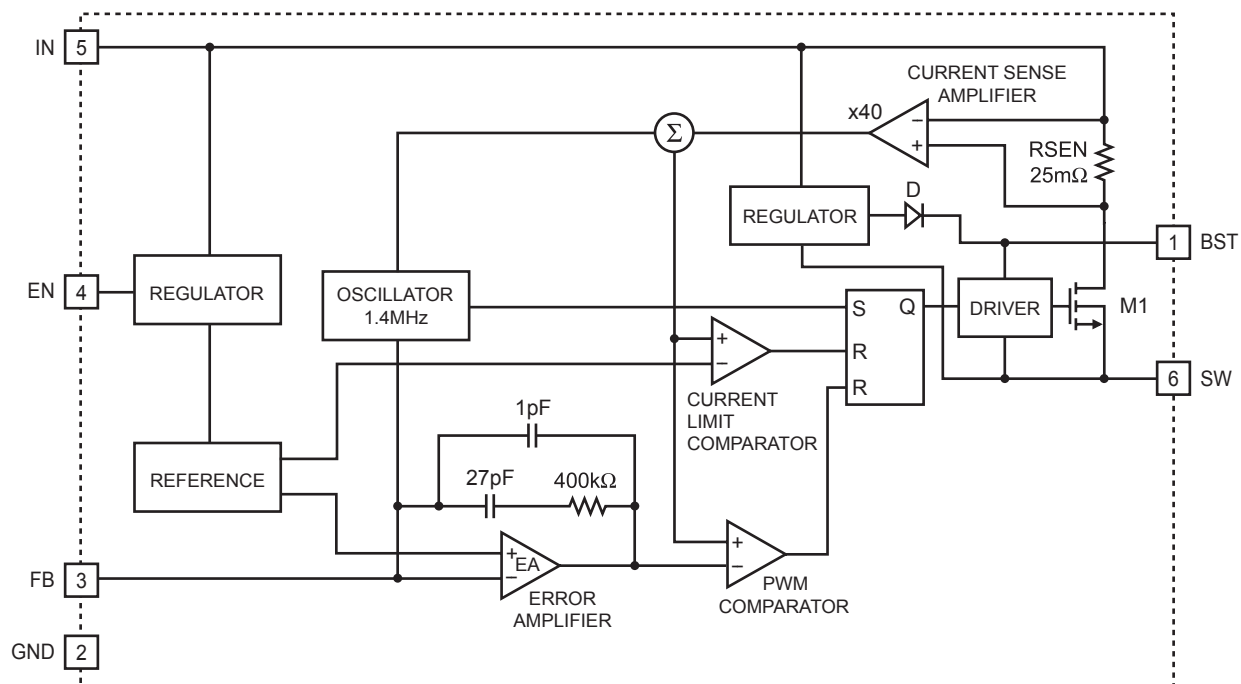 IN 5
CURRENT SENSE
AMPLIFIER
x40
−
+
Σ
RSEN
25mΩ
D
REGULATOR
1 BST
EN 4
REGULATOR
OSCILLATOR
1.4MHz
S
Q
DRIVER
M1
+
−
R
R
6 SW
CURRENT
LIMIT
COMPARATOR
1pF
27pF
400kΩ
REFERENCE
+
−
EA
+
−
FB 3
ERROR
AMPLIFIER
PWM
COMPARATOR
GND 2